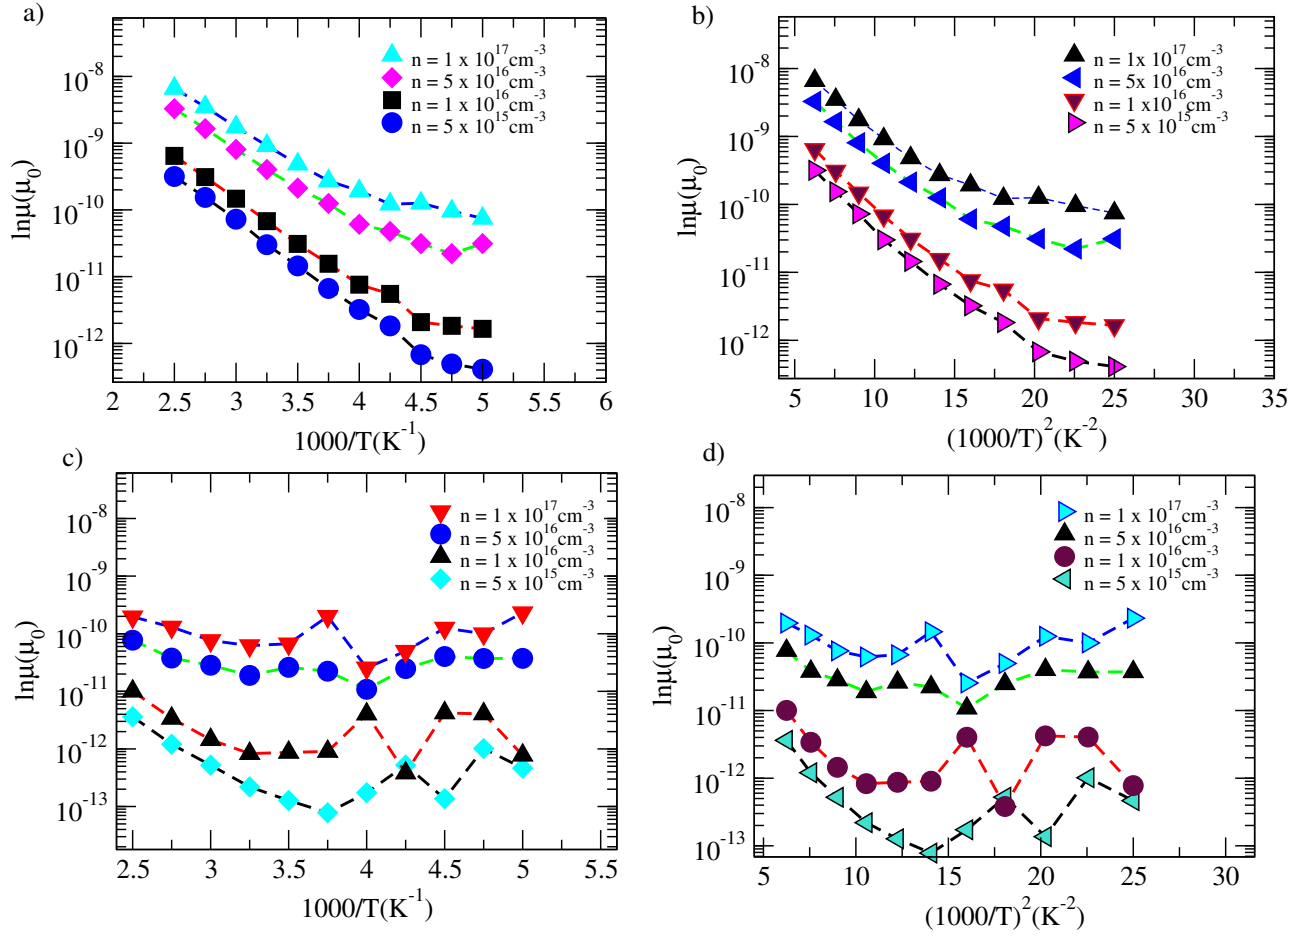 a)
n = 1 x 10^17 cm^-3
n = 5 x 10^16 cm^-3
n = 1 x 10^16 cm^-3
n = 5 x 10^15 cm^-3
10^-8
10^-9
10^-10
10^-11
10^-12
lnμ(μ_0)
2 2.5 3 3.5 4 4.5 5 5.5 6
1000/T(K^-1)
b)
n = 1x 10^17 cm^-3
n = 5x 10^16 cm^-3
n = 1 x10^16 cm^-3
n = 5 x 10^15 cm^-3
10^-8
10^-9
10^-10
10^-11
10^-12
lnμ(μ_0)
5 10 15 20 25 30 35
(1000/T)^2(K^-2)
c)
n = 1 x 10^17 cm^-3
n = 5 x 10^16 cm^-3
n = 1 x 10^16 cm^-3
n = 5 x 10^15 cm^-3
10^-8
10^-9
10^-10
10^-11
10^-12
10^-13
lnμ(μ_0)
2.5 3 3.5 4 4.5 5 5.5
1000/T(K^-1)
d)
n = 1 x 10^17 cm^-3
n = 5 x 10^16 cm^-3
n = 1 x 10^16 cm^-3
n = 5 x 10^15 cm^-3
10^-8
10^-9
10^-10
10^-11
10^-12
10^-13
lnμ(μ_0)
5 10 15 20 25 30
(1000/T)^2(K^-2)